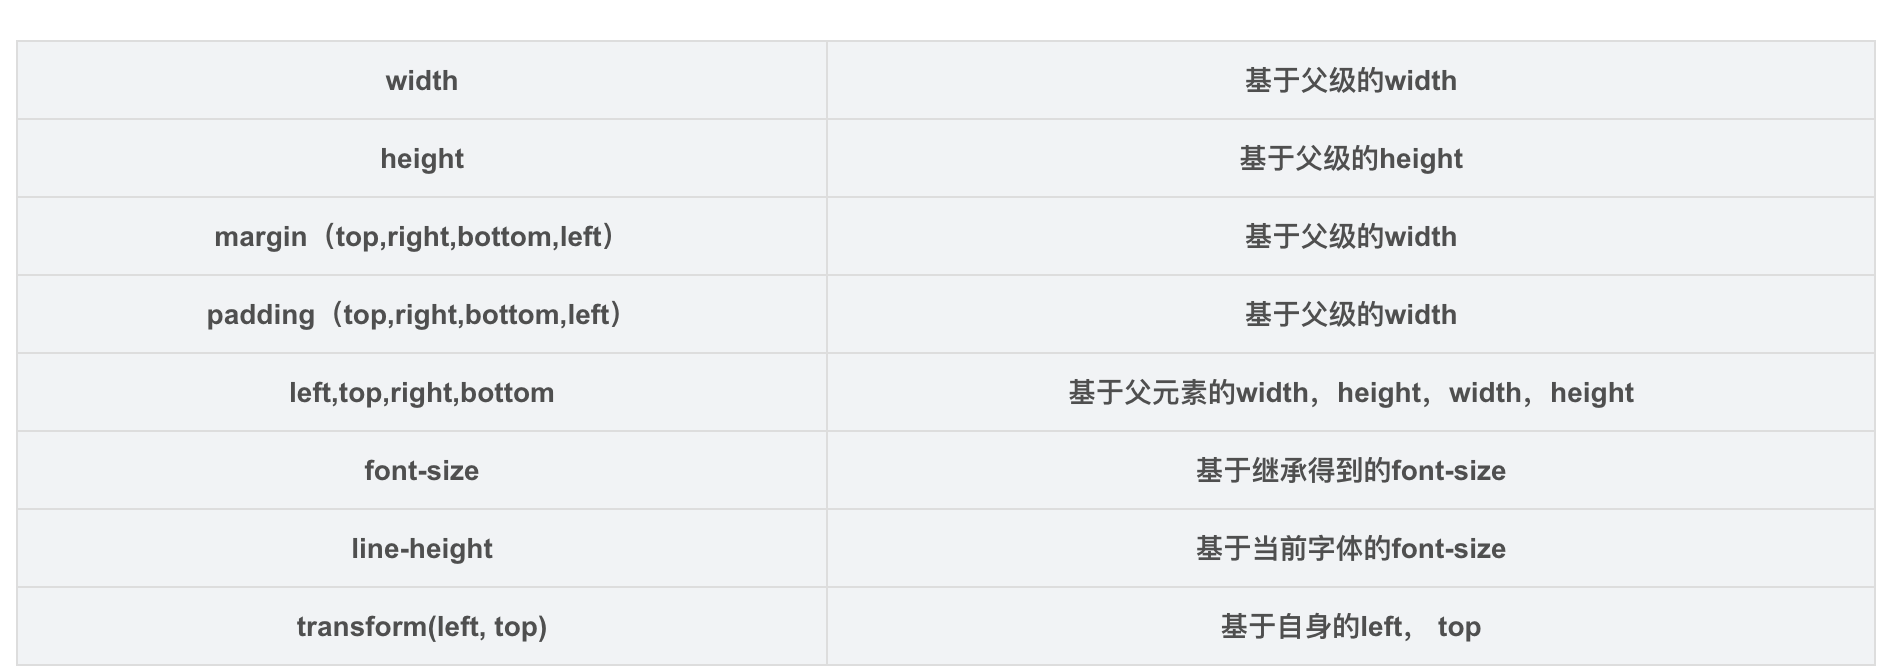 width 基于父级的width
height 基于父级的height
margin（top,right,bottom,left） 基于父级的width
padding（top,right,bottom,left） 基于父级的width
left,top,right,bottom 基于父元素的width，height，width，height
font-size 基于继承得到的font-size
line-height 基于当前字体的font-size
transform(left, top) 基于自身的left， top